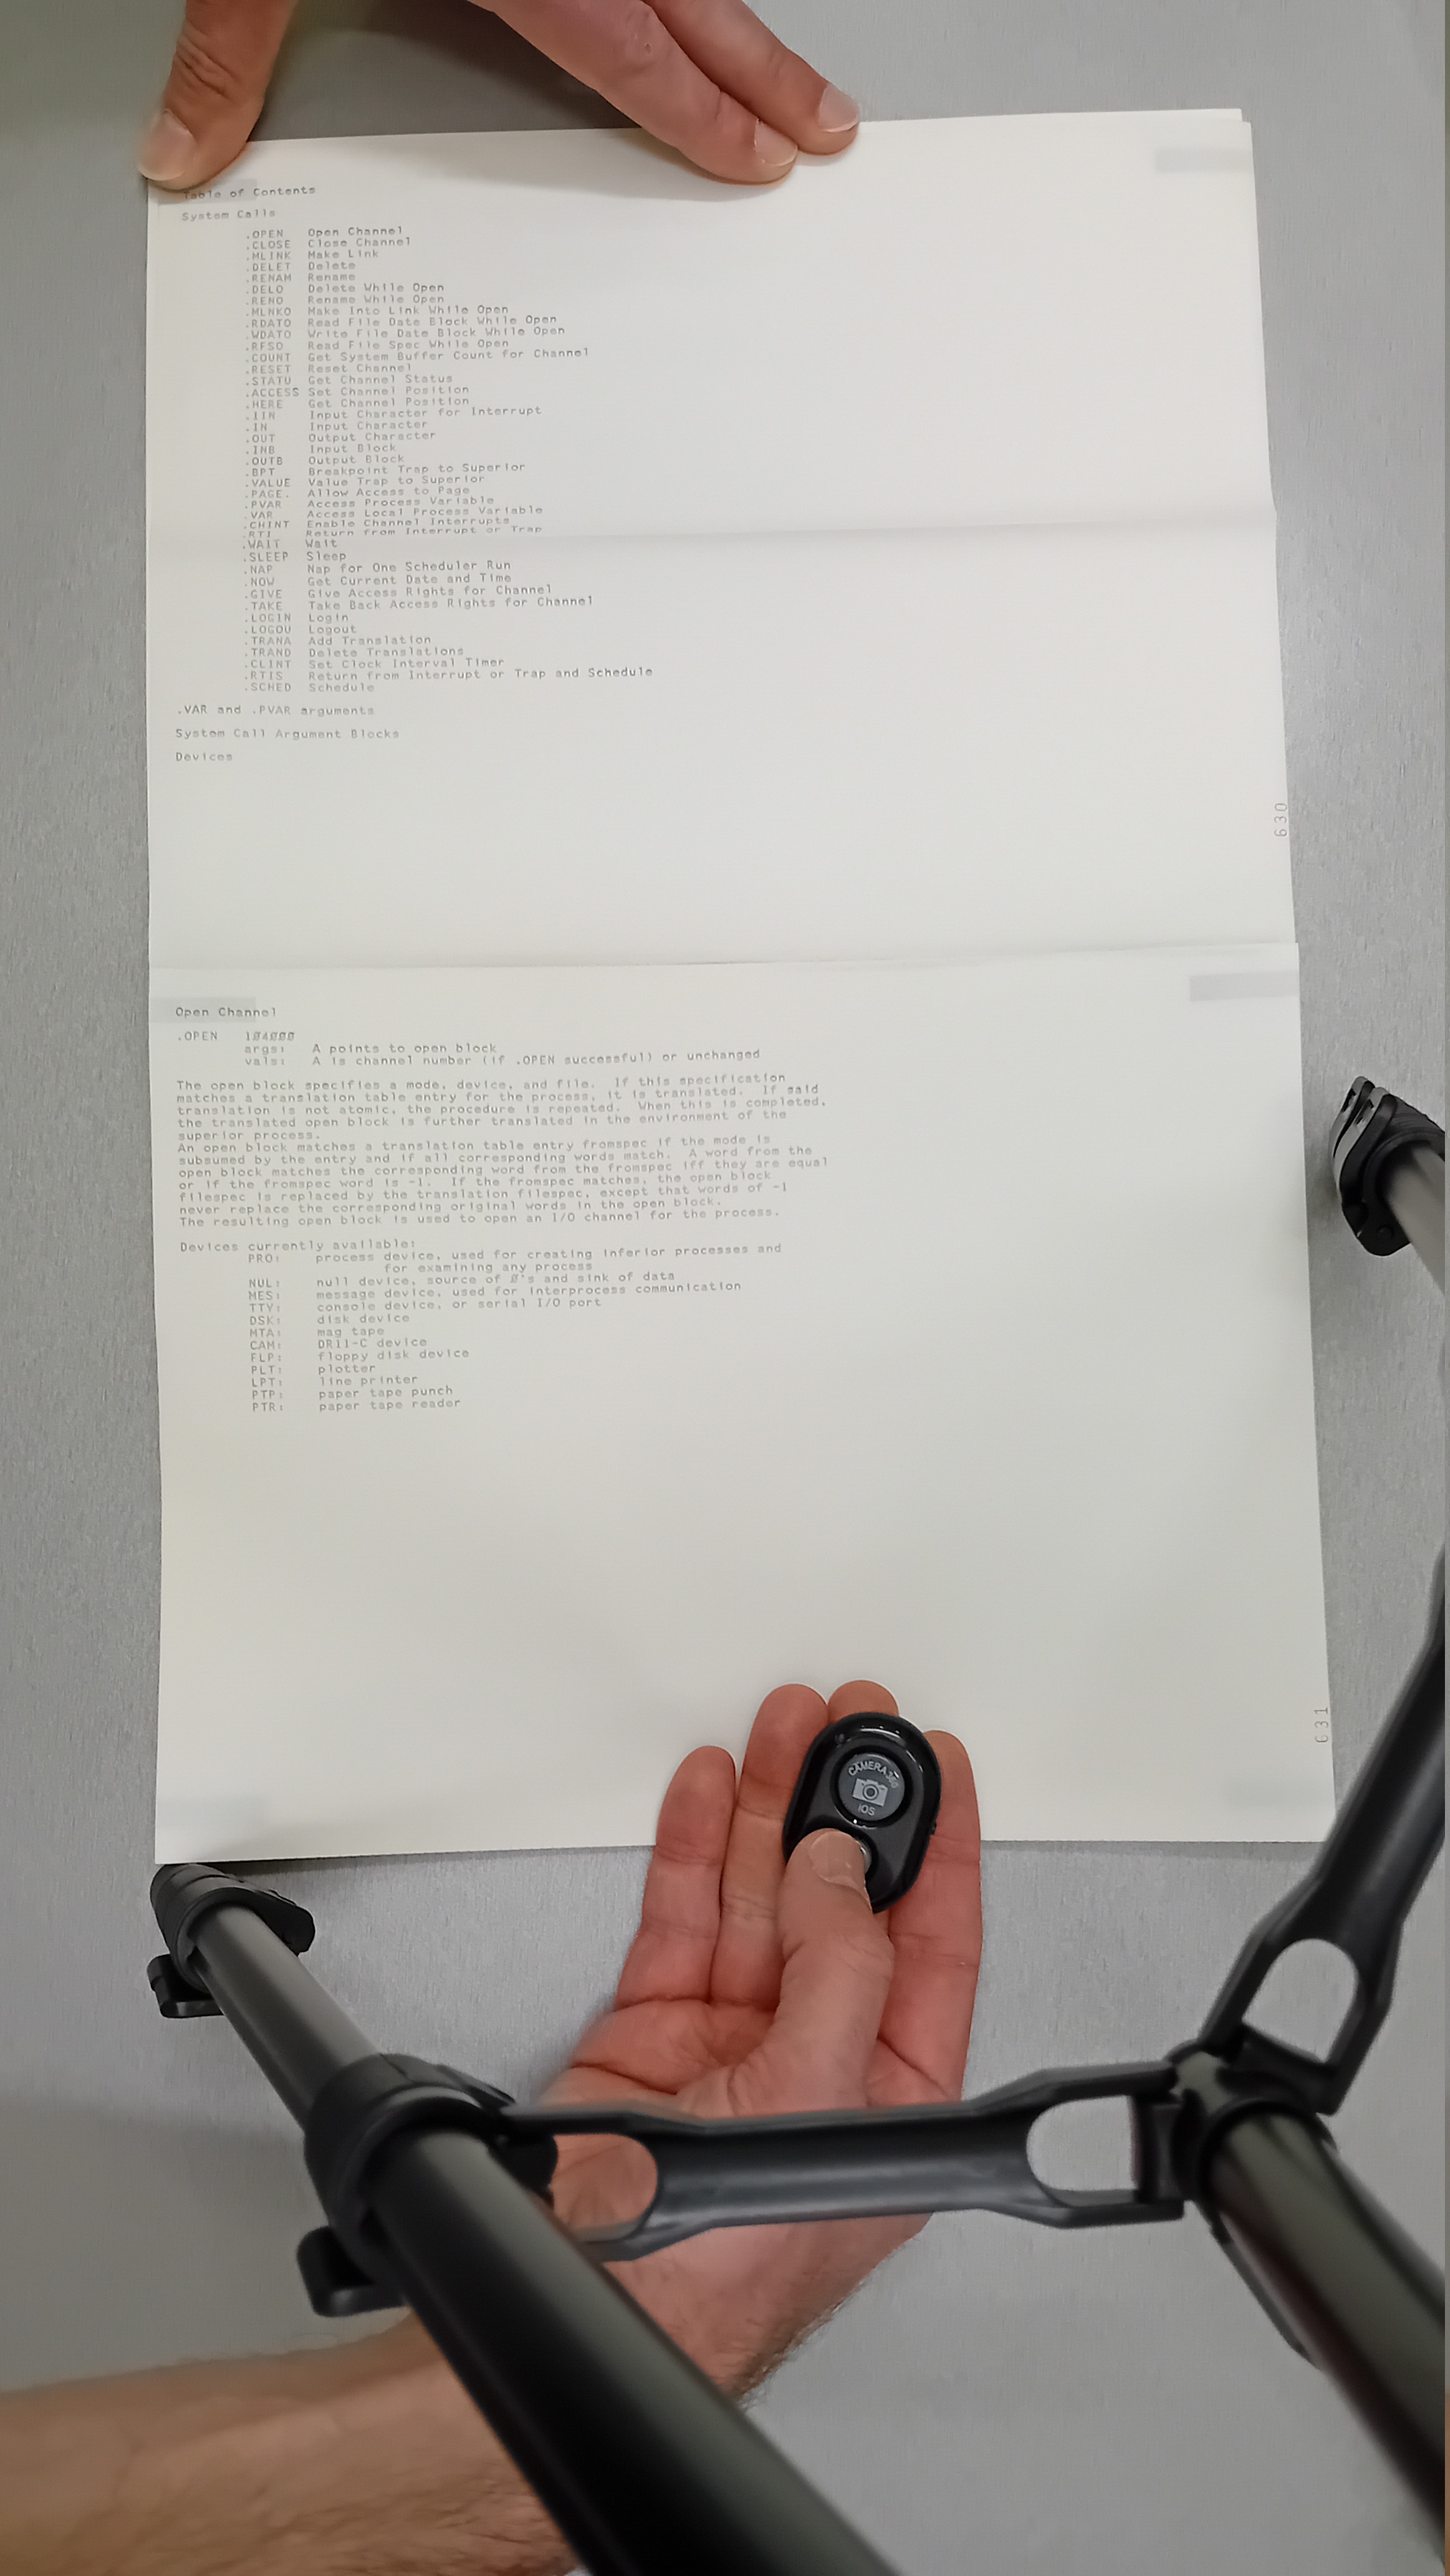 Table of Contents
System Calls
.OPEN Open Channel
.CLOSE Close Channel
.MLINK Make Link
.DELET Delete
.RENAM Rename
.DELO Delete While Open
.RENO Rename While Open
.MLNKO Make Into Link While Open
.RDATO Read File Date Block While Open
.WDATO Write File Date Block While Open
.RFSO Read File Spec While Open
.COUNT Get System Buffer Count for Channel
.RESET Reset Channel
.STATU Get Channel Status
.ACCESS Set Channel Position
.HERE Get Channel Position
.IIN Input Character for Interrupt
.IN Input Character
.OUT Output Character
.INB Input Block
.OUTB Output Block
.BPT Breakpoint Trap to Superior
.VALUE Value Trap to Superior
.PAGE. Allow Access to Page
.PVAR Access Process Variable
.VAR Access Local Process Variable
.CHINT Enable Channel Interrupts
.RTI Return from Interrupt or Trap
.WAIT Wait
.SLEEP Sleep
.NAP Nap for One Scheduler Run
.NOW Get Current Date and Time
.GIVE Give Access Rights for Channel
.TAKE Take Back Access Rights for Channel
.LOGIN Login
.LOGOU Logout
.TRANA Add Translation
.TRAND Delete Translations
.CLINT Set Clock Interval Timer
.RTIS Return from Interrupt or Trap and Schedule
.SCHED Schedule
.VAR and .PVAR arguments
System Call Argument Blocks
Devices
630
Open Channel
.OPEN 104000
args: A points to open block
vals: A is channel number (if .OPEN successful) or unchanged
The open block specifies a mode, device, and file. If this specification
matches a translation table entry for the process, it is translated. If said
translation is not atomic, the procedure is repeated. When this is completed,
the translated open block is further translated in the environment of the
superior process.
An open block matches a translation table entry fromspec if the mode is
subsumed by the entry and if all corresponding words match. A word from the
open block matches the corresponding word from the fromspec iff they are equal
or if the fromspec word is -1. If the fromspec matches, the open block
filespec is replaced by the translation filespec, except that words of -1
never replace the corresponding original words in the open block.
The resulting open block is used to open an I/O channel for the process.
Devices currently available:
PRO: process device, used for creating inferior processes and
for examining any process
NUL: null device, source of 0's and sink of data
MES: message device, used for interprocess communication
TTY: console device, or serial I/O port
DSK: disk device
MTA: mag tape
CAM: DR11-C device
FLP: floppy disk device
PLT: plotter
LPT: line printer
PTP: paper tape punch
PTR: paper tape reader
631
CAMERA360
iOS